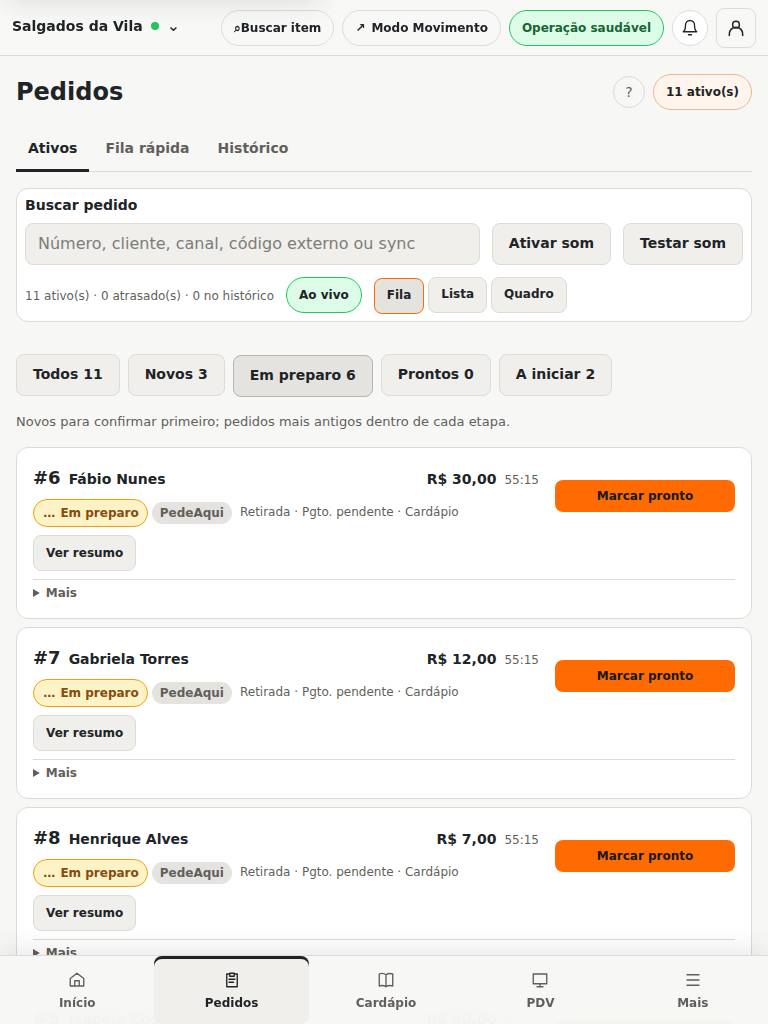 Salgados da Vila
Buscar item
Modo Movimento
Operação saudável
Pedidos
?
11 ativo(s)
Ativos
Fila rápida
Histórico
Buscar pedido
Número, cliente, canal, código externo ou sync
Ativar som
Testar som
11 ativo(s) · 0 atrasado(s) · 0 no histórico
Ao vivo
Fila
Lista
Quadro
Todos 11
Novos 3
Em preparo 6
Prontos 0
A iniciar 2
Novos para confirmar primeiro; pedidos mais antigos dentro de cada etapa.
#6 Fábio Nunes
R$ 30,00 55:15
Marcar pronto
... Em preparo
PedeAqui
Retirada · Pgto. pendente · Cardápio
Ver resumo
Mais
#7 Gabriela Torres
R$ 12,00 55:15
Marcar pronto
... Em preparo
PedeAqui
Retirada · Pgto. pendente · Cardápio
Ver resumo
Mais
#8 Henrique Alves
R$ 7,00 55:15
Marcar pronto
... Em preparo
PedeAqui
Retirada · Pgto. pendente · Cardápio
Ver resumo
Mais
Início
Pedidos
Cardápio
PDV
Mais